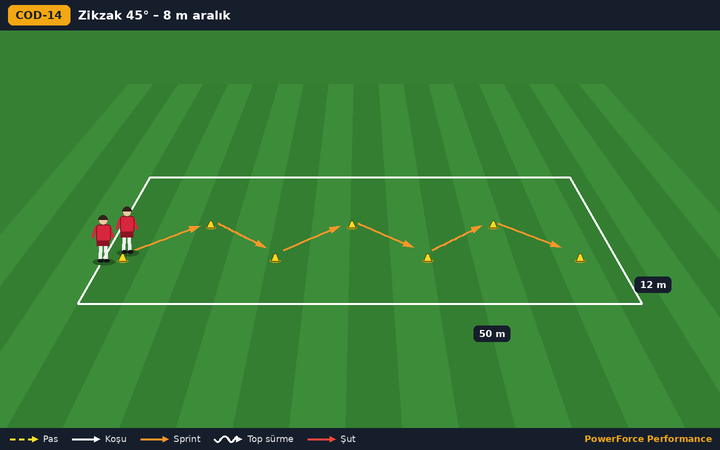 COD-14 Zikzak 45° – 8 m aralık
12 m
50 m
Pas Koşu Sprint Top sürme Şut PowerForce Performance